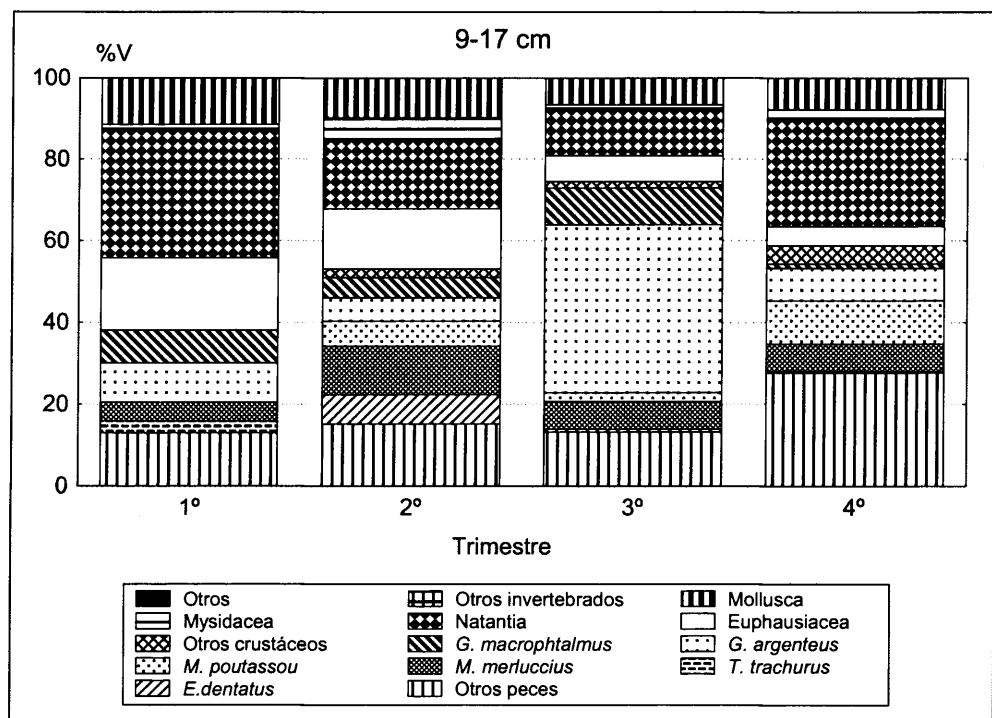 9-17 cm
%V
100
80
60
40
20
0
1º 2º 3º 4º
Trimestre
Otros Otros invertebrados Mollusca
Mysidacea Natantia Euphausiacea
Otros crustáceos G. macrophtalmus G. argenteus
M. poutassou M. merluccius T. trachurus
E.dentatus Otros peces